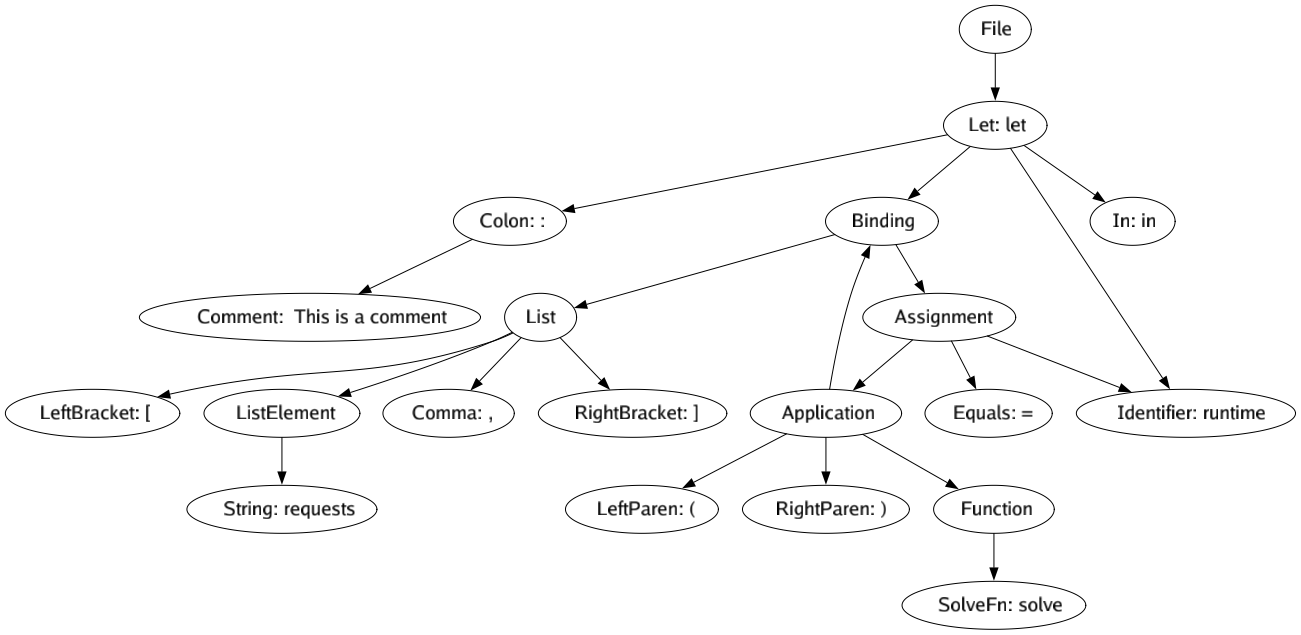 File
Let: let
Colon: :
Binding
In: in
Comment:  This is a comment
List
Assignment
LeftBracket: [
ListElement
Comma: ,
RightBracket: ]
Application
Equals: =
Identifier: runtime
String: requests
LeftParen: (
RightParen: )
Function
SolveFn: solve